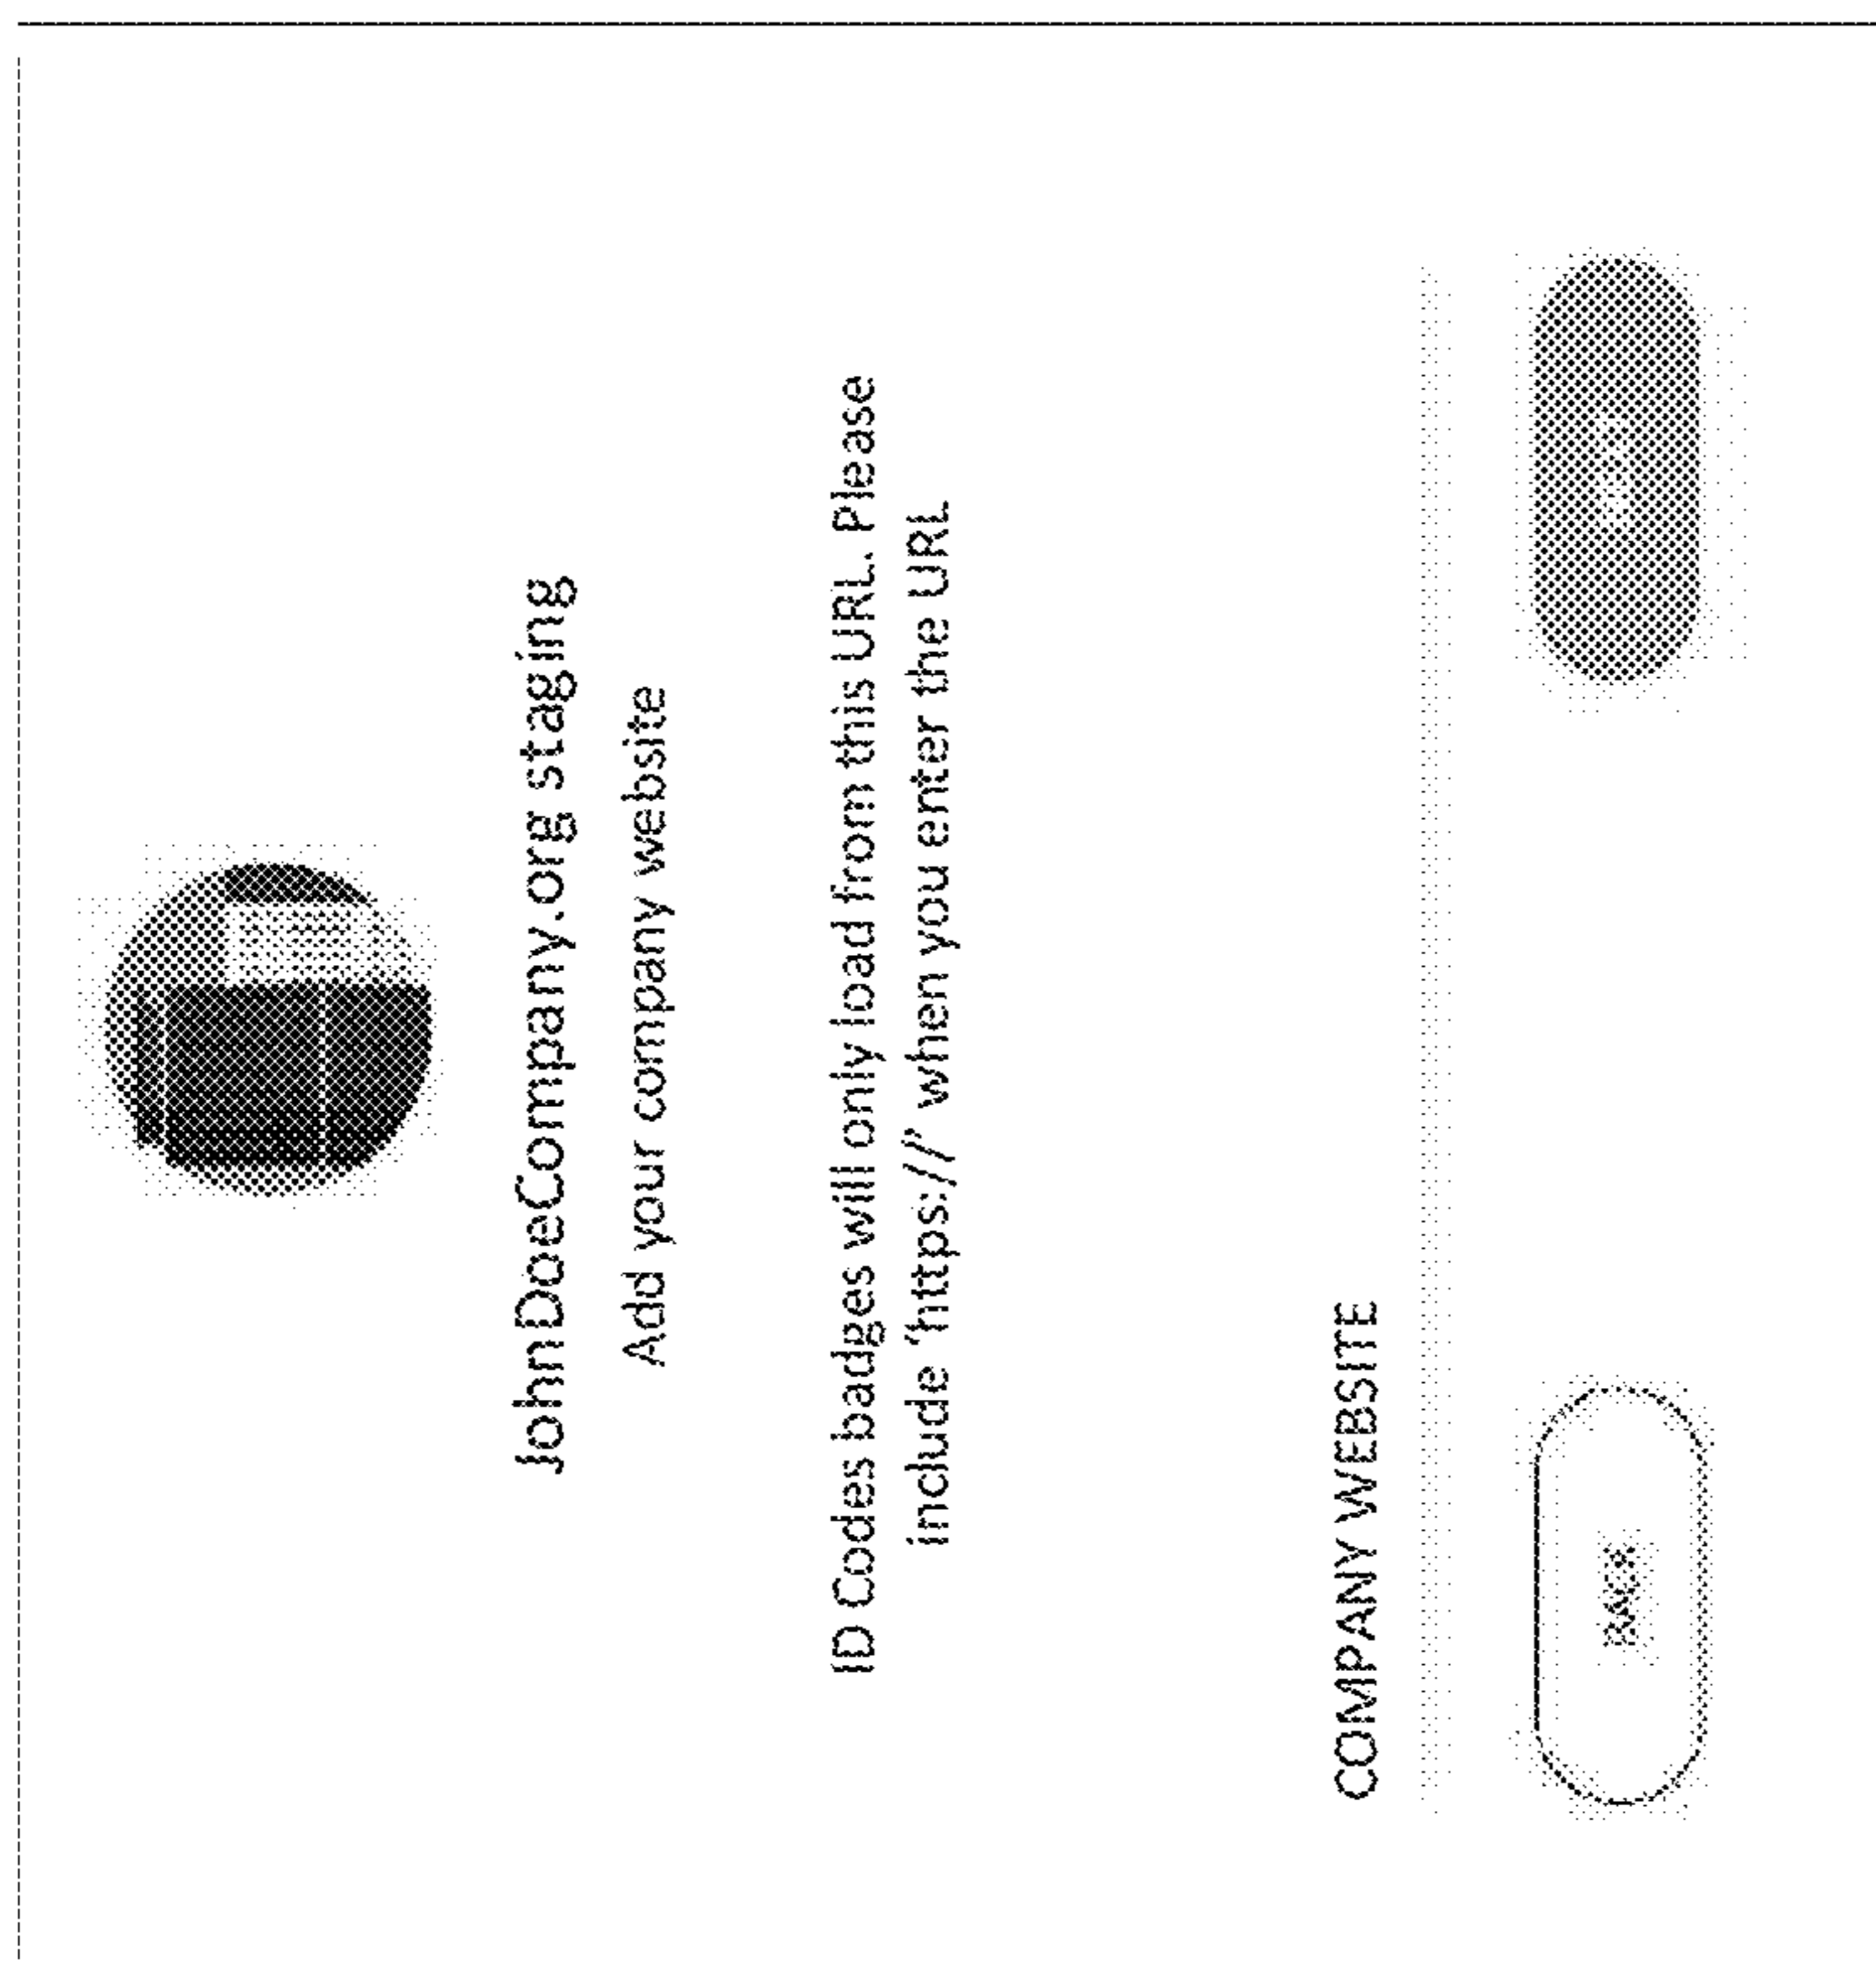 JohnDoeCompany.org staging
Add your company website
ID Codes badges will only load from this URL. Please
include 'https://' when you enter the URL
COMPANY WEBSITE
BACK